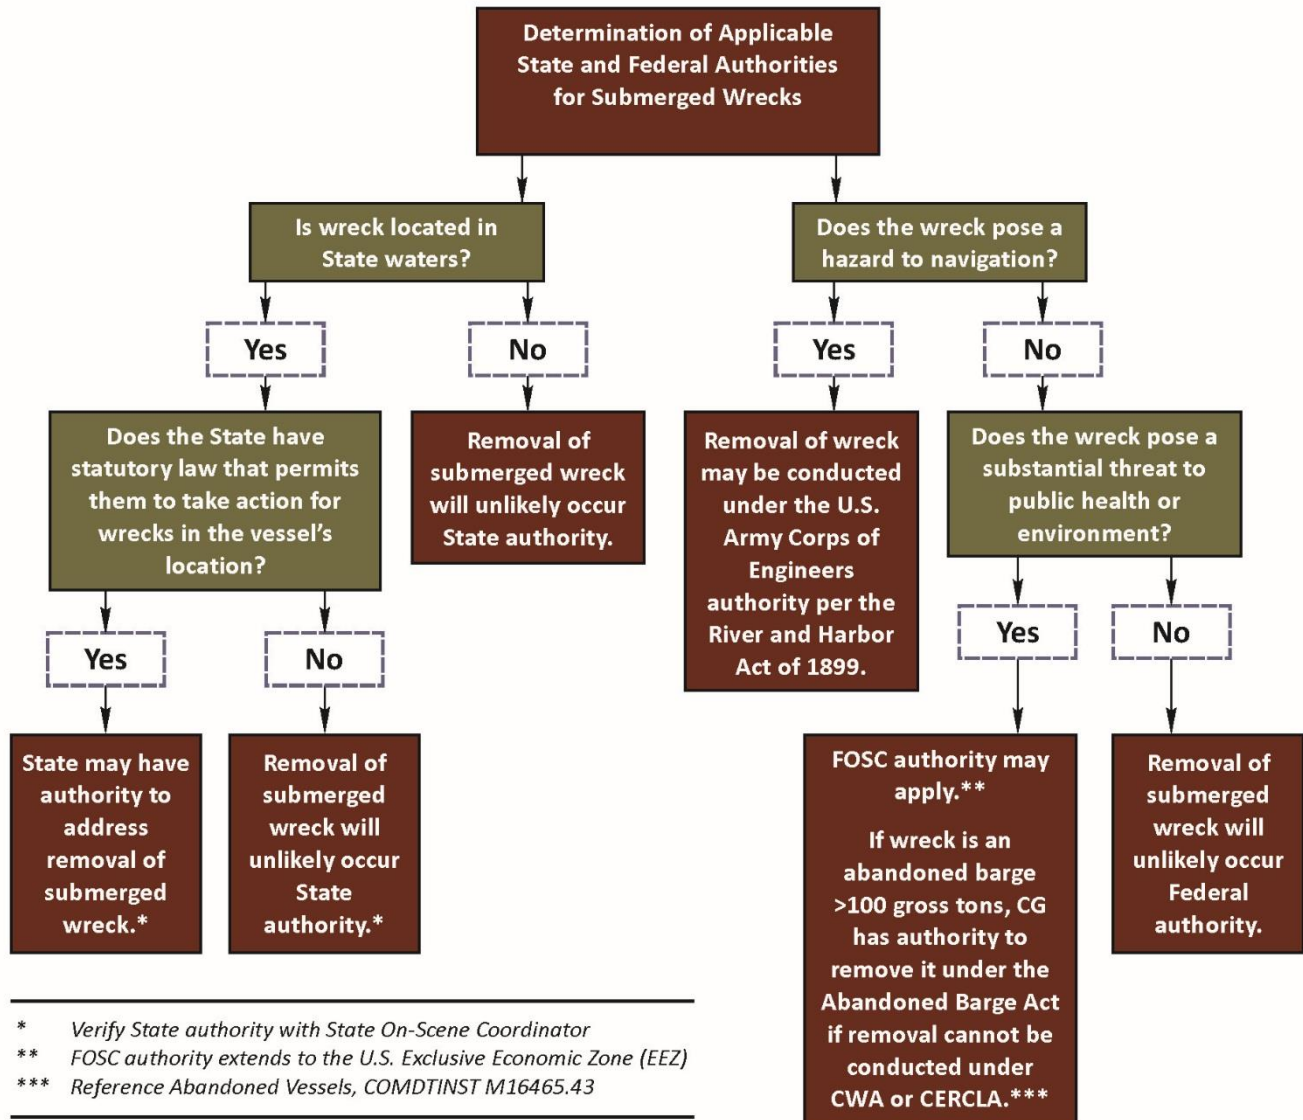 Determination of Applicable
State and Federal Authorities
for Submerged Wrecks
Is wreck located in
State waters?
Does the wreck pose a
hazard to navigation?
Yes
No
Yes
No
Does the State have
statutory law that permits
them to take action for
wrecks in the vessel's
location?
Removal of
submerged wreck
will unlikely occur
State authority.
Removal of wreck
may be conducted
under the U.S.
Army Corps of
Engineers
authority per the
River and Harbor
Act of 1899.
Does the wreck pose a
substantial threat to
public health or
environment?
Yes
No
Yes
No
State may have
authority to
address
removal of
submerged
wreck.*
Removal of
submerged
wreck will
unlikely occur
State
authority.*
FOSC authority may
apply.**
If wreck is an
abandoned barge
>100 gross tons, CG
has authority to
remove it under the
Abandoned Barge Act
if removal cannot be
conducted under
CWA or CERCLA.***
Removal of
submerged
wreck will
unlikely occur
Federal
authority.
* Verify State authority with State On-Scene Coordinator
** FOSC authority extends to the U.S. Exclusive Economic Zone (EEZ)
*** Reference Abandoned Vessels, COMDTINST M16465.43